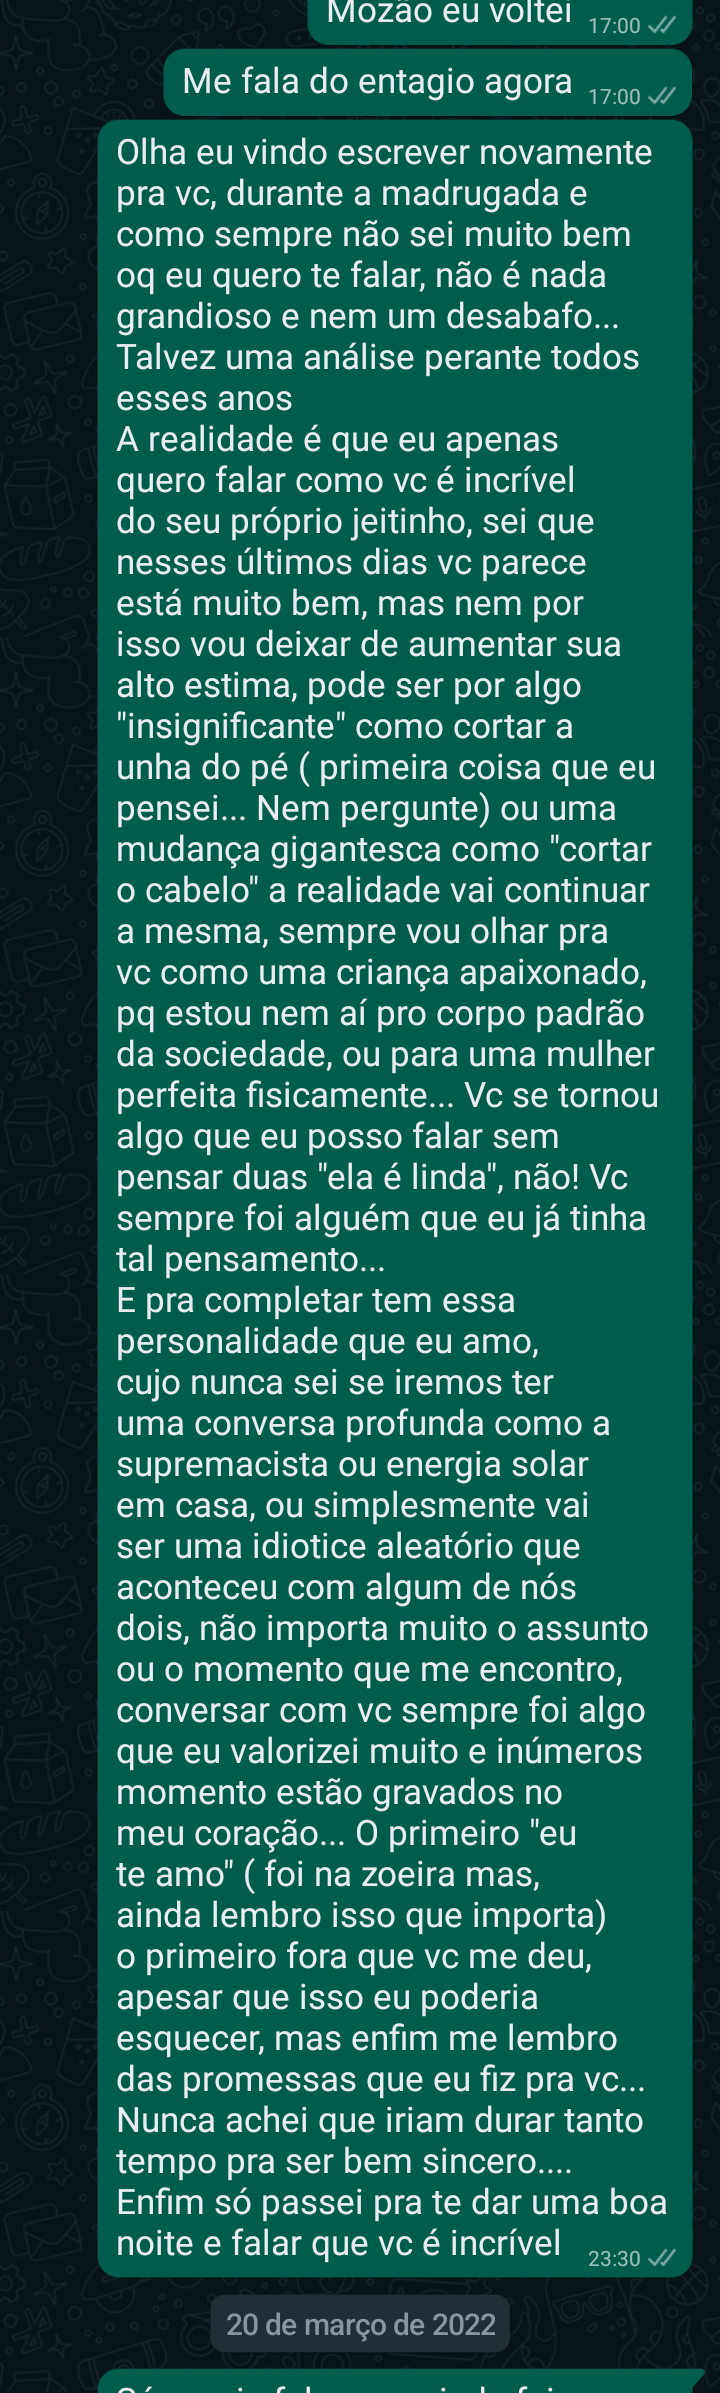 Mozão eu voltei
17:00
Me fala do entagio agora
17:00
Olha eu vindo escrever novamente
pra vc, durante a madrugada e
como sempre não sei muito bem
oq eu quero te falar, não é nada
grandioso e nem um desabafo...
Talvez uma análise perante todos
esses anos
A realidade é que eu apenas
quero falar como vc é incrível
do seu próprio jeitinho, sei que
nesses últimos dias vc parece
está muito bem, mas nem por
isso vou deixar de aumentar sua
alto estima, pode ser por algo
"insignificante" como cortar a
unha do pé ( primeira coisa que eu
pensei... Nem pergunte) ou uma
mudança gigantesca como "cortar
o cabelo" a realidade vai continuar
a mesma, sempre vou olhar pra
vc como uma criança apaixonado,
pq estou nem aí pro corpo padrão
da sociedade, ou para uma mulher
perfeita fisicamente... Vc se tornou
algo que eu posso falar sem
pensar duas "ela é linda", não! Vc
sempre foi alguém que eu já tinha
tal pensamento...
E pra completar tem essa
personalidade que eu amo,
cujo nunca sei se iremos ter
uma conversa profunda como a
supremacista ou energia solar
em casa, ou simplesmente vai
ser uma idiotice aleatório que
aconteceu com algum de nós
dois, não importa muito o assunto
ou o momento que me encontro,
conversar com vc sempre foi algo
que eu valorizei muito e inúmeros
momento estão gravados no
meu coração... O primeiro "eu
te amo" ( foi na zoeira mas,
ainda lembro isso que importa)
o primeiro fora que vc me deu,
apesar que isso eu poderia
esquecer, mas enfim me lembro
das promessas que eu fiz pra vc...
Nunca achei que iriam durar tanto
tempo pra ser bem sincero....
Enfim só passei pra te dar uma boa
noite e falar que vc é incrível
23:30
20 de março de 2022